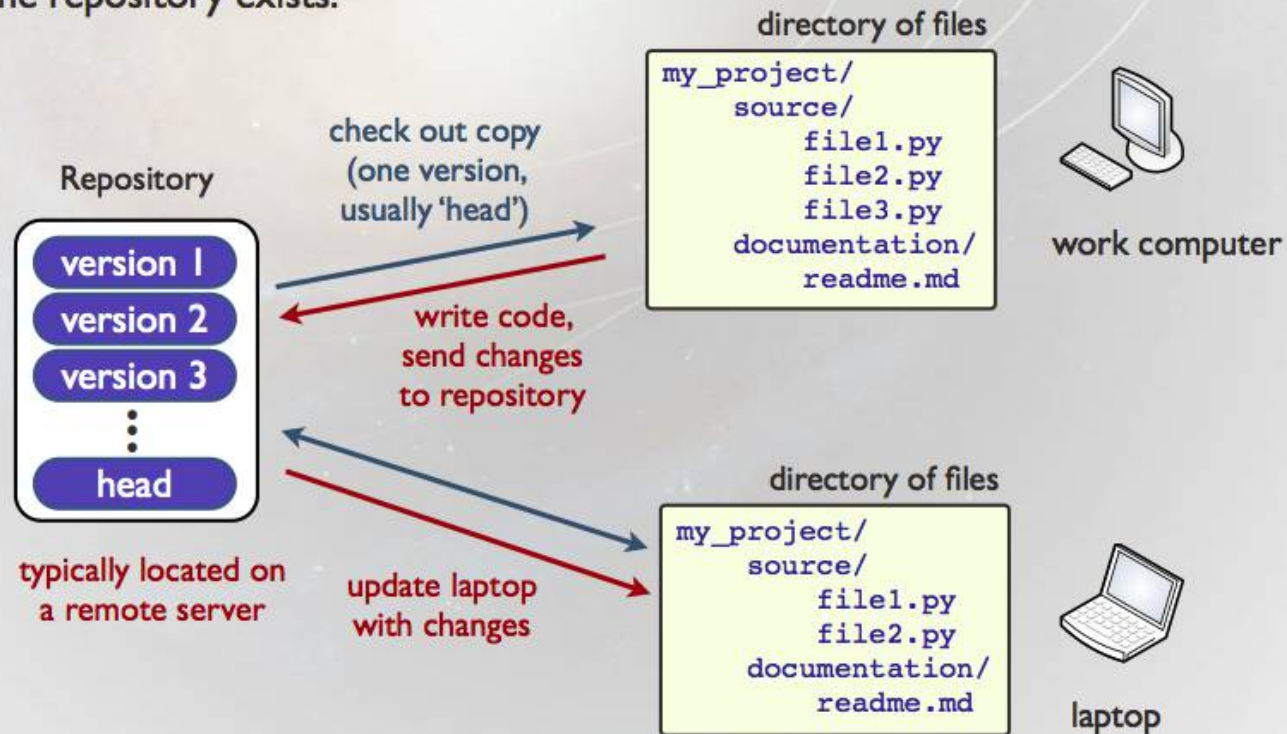 the repository exists.
directory of files
my_project/
source/
file1.py
file2.py
file3.py
documentation/
readme.md
work computer
check out copy
(one version,
usually ‘head’)
Repository
version 1
version 2
version 3
head
typically located on
a remote server
write code,
send changes
to repository
update laptop
with changes
directory of files
my_project/
source/
file1.py
file2.py
documentation/
readme.md
laptop